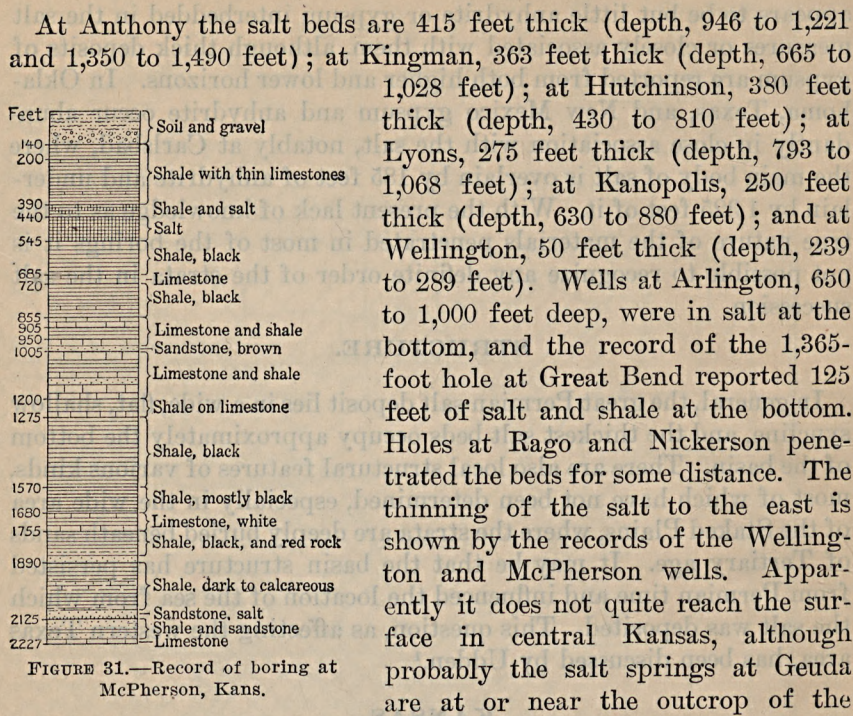 At Anthony the salt beds are 415 feet thick (depth, 946 to 1,221
and 1,350 to 1,490 feet); at Kingman, 363 feet thick (depth, 665 to
1,028 feet); at Hutchinson, 380 feet
thick (depth, 430 to 810 feet); at
Lyons, 275 feet thick (depth, 793 to
1,068 feet); at Kanopolis, 250 feet
thick (depth, 630 to 880 feet); and at
Wellington, 50 feet thick (depth, 239
to 289 feet). Wells at Arlington, 650
to 1,000 feet deep, were in salt at the
bottom, and the record of the 1,365-
foot hole at Great Bend reported 125
feet of salt and shale at the bottom.
Holes at Rago and Nickerson pene-
trated the beds for some distance. The
thinning of the salt to the east is
shown by the records of the Welling-
ton and McPherson wells. Appar-
ently it does not quite reach the sur-
face in central Kansas, although
probably the salt springs at Geuda
are at or near the outcrop of the
Feet
Soil and gravel
140
200
Shale with thin limestones
390
Shale and salt
440
Salt
545
Shale, black
685
Limestone
720
Shale, black
855
905
Limestone and shale
950
Sandstone, brown
1005
Limestone and shale
1200
Shale on limestone
1275
Shale, black
1570
Shale, mostly black
1680
Limestone, white
1755
Shale, black, and red rock
1890
Shale, dark to calcareous
Sandstone, salt
2125
Shale and sandstone
2227
Limestone
FIGURE 31.—Record of boring at
McPherson, Kans.